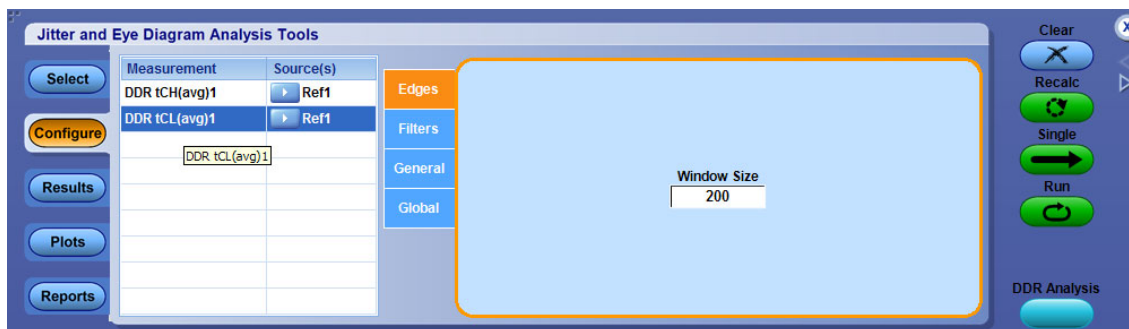 Jitter and Eye Diagram Analysis Tools
Select
Configure
Results
Plots
Reports
Measurement Source(s)
DDR tCH(avg)1 Ref1
DDR tCL(avg)1 Ref1
DDR tCL(avg)1
Edges
Filters
General
Global
Window Size
200
Clear
X
Recalc
Single
Run
DDR Analysis